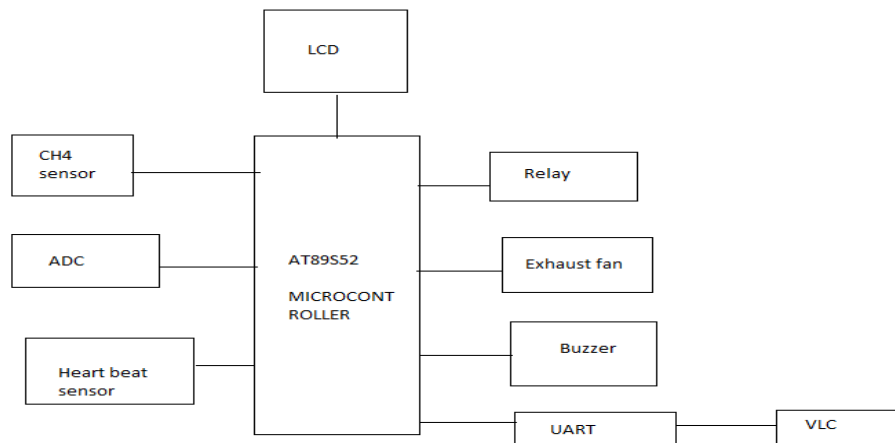 LCD
CH4
sensor
Relay
ADC
AT89S52
MICROCONT
ROLLER
Exhaust fan
Heart beat
sensor
Buzzer
UART
VLC